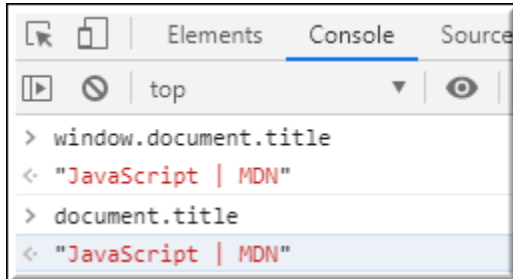 Elements Console Source
top
> window.document.title
<· "JavaScript | MDN"
> document.title
<· "JavaScript | MDN"